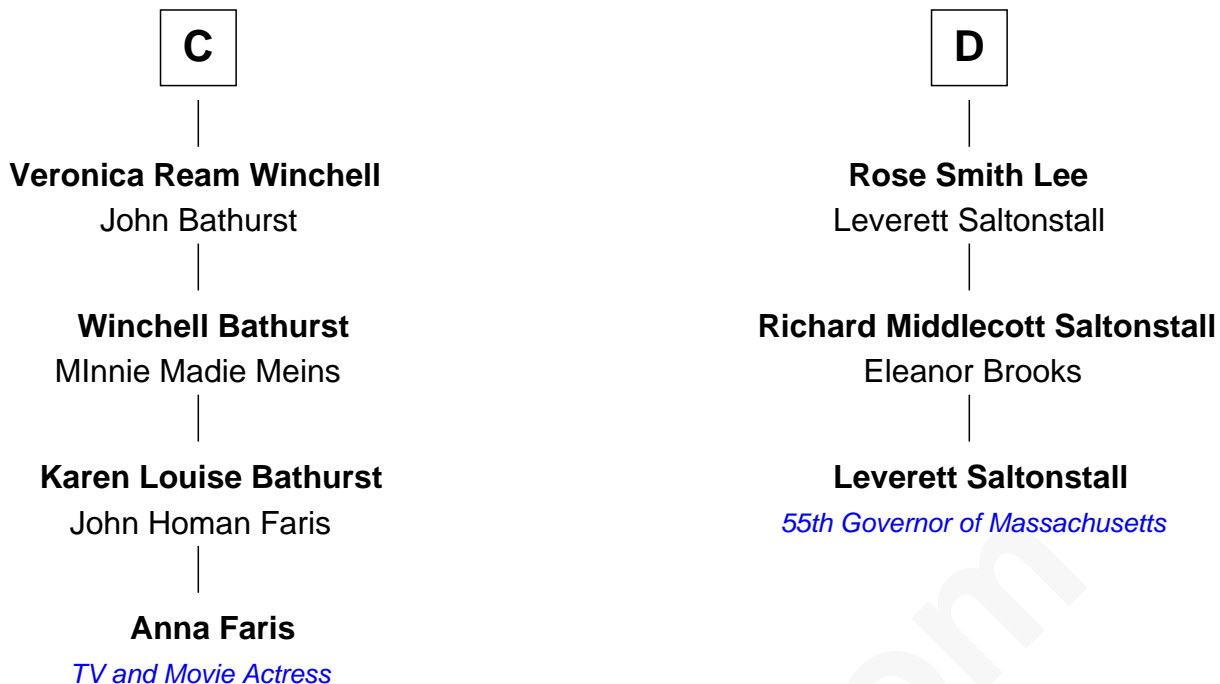 C
Veronica Ream Winchell
John Bathurst
Winchell Bathurst
MInnie Madie Meins
Karen Louise Bathurst
John Homan Faris
Anna Faris
TV and Movie Actress
D
Rose Smith Lee
Leverett Saltonstall
Richard Middlecott Saltonstall
Eleanor Brooks
Leverett Saltonstall
55th Governor of Massachusetts
om